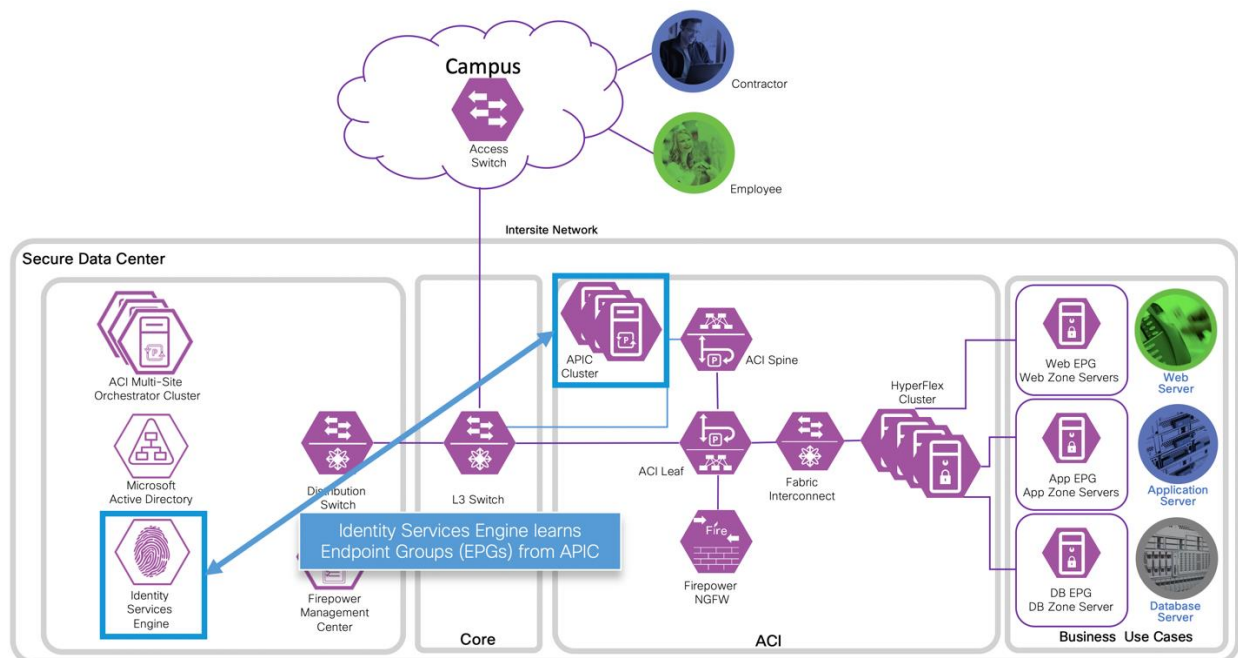 Campus
Access
Switch
Contractor
Employee
Intersite Network
Secure Data Center
ACI Multi-Site
Orchestrator Cluster
Microsoft
Active Directory
Identity
Services
Engine
Distribution
Switch
Firepower
Management
Center
L3 Switch
Core
Identity Services Engine learns
Endpoint Groups (EPGs) from APIC
APIC
Cluster
P
ACI Spine
P
ACI Leaf
P
Fire
Firepower
NGFW
Fabric
Interconnect
HyperFlex
Cluster
ACI
Web EPG
Web Zone Servers
Web
Server
App EPG
App Zone Servers
Application
Server
DB EPG
DB Zone Server
Database
Server
Business Use Cases